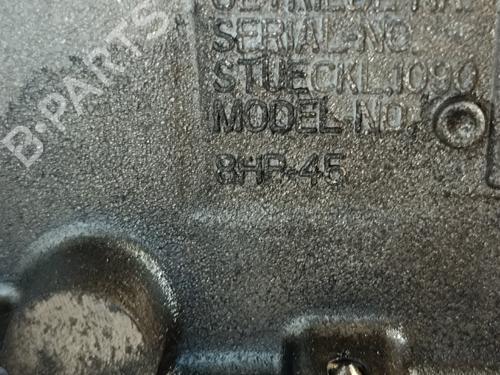 SERIAL-NO.
STUECKL.1090
MODEL-NO.
8HP-45
B-PARTS